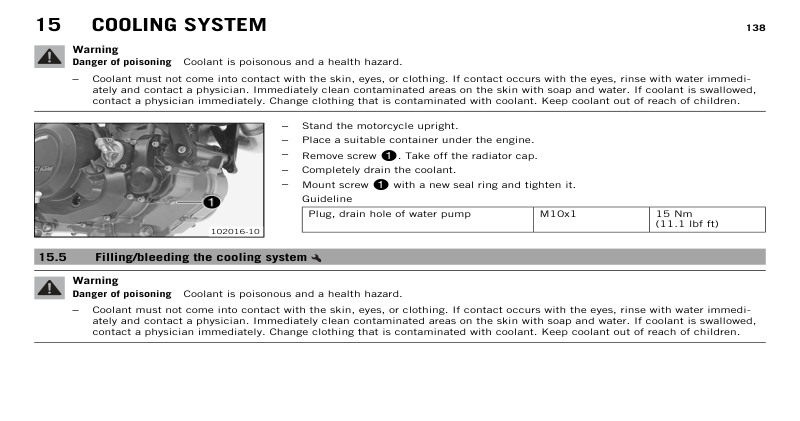 15 COOLING SYSTEM 138
Warning
Danger of poisoning Coolant is poisonous and a health hazard.
– Coolant must not come into contact with the skin, eyes, or clothing. If contact occurs with the eyes, rinse with water immedi-
ately and contact a physician. Immediately clean contaminated areas on the skin with soap and water. If coolant is swallowed,
contact a physician immediately. Change clothing that is contaminated with coolant. Keep coolant out of reach of children.
1
102016-10
– Stand the motorcycle upright.
– Place a suitable container under the engine.
– Remove screw 1. Take off the radiator cap.
– Completely drain the coolant.
– Mount screw 1 with a new seal ring and tighten it.
Guideline
Plug, drain hole of water pump M10x1 15 Nm
(11.1 lbf ft)
15.5 Filling/bleeding the cooling system
Warning
Danger of poisoning Coolant is poisonous and a health hazard.
– Coolant must not come into contact with the skin, eyes, or clothing. If contact occurs with the eyes, rinse with water immedi-
ately and contact a physician. Immediately clean contaminated areas on the skin with soap and water. If coolant is swallowed,
contact a physician immediately. Change clothing that is contaminated with coolant. Keep coolant out of reach of children.